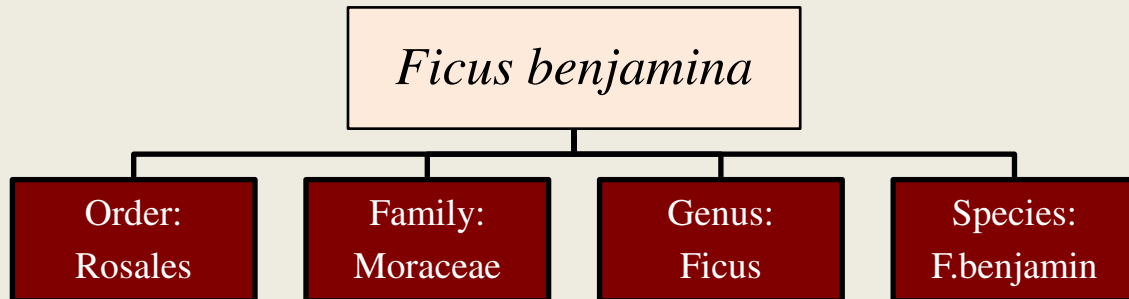 Ficus benjamina
Order:
Rosales
Family:
Moraceae
Genus:
Ficus
Species:
F.benjamin